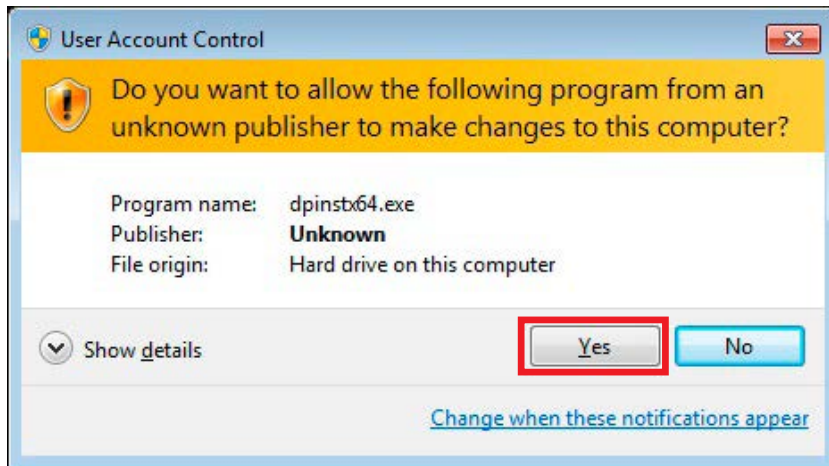 User Account Control
Do you want to allow the following program from an
unknown publisher to make changes to this computer?
Program name: dpinstx64.exe
Publisher: Unknown
File origin: Hard drive on this computer
Show details
Yes
No
Change when these notifications appear